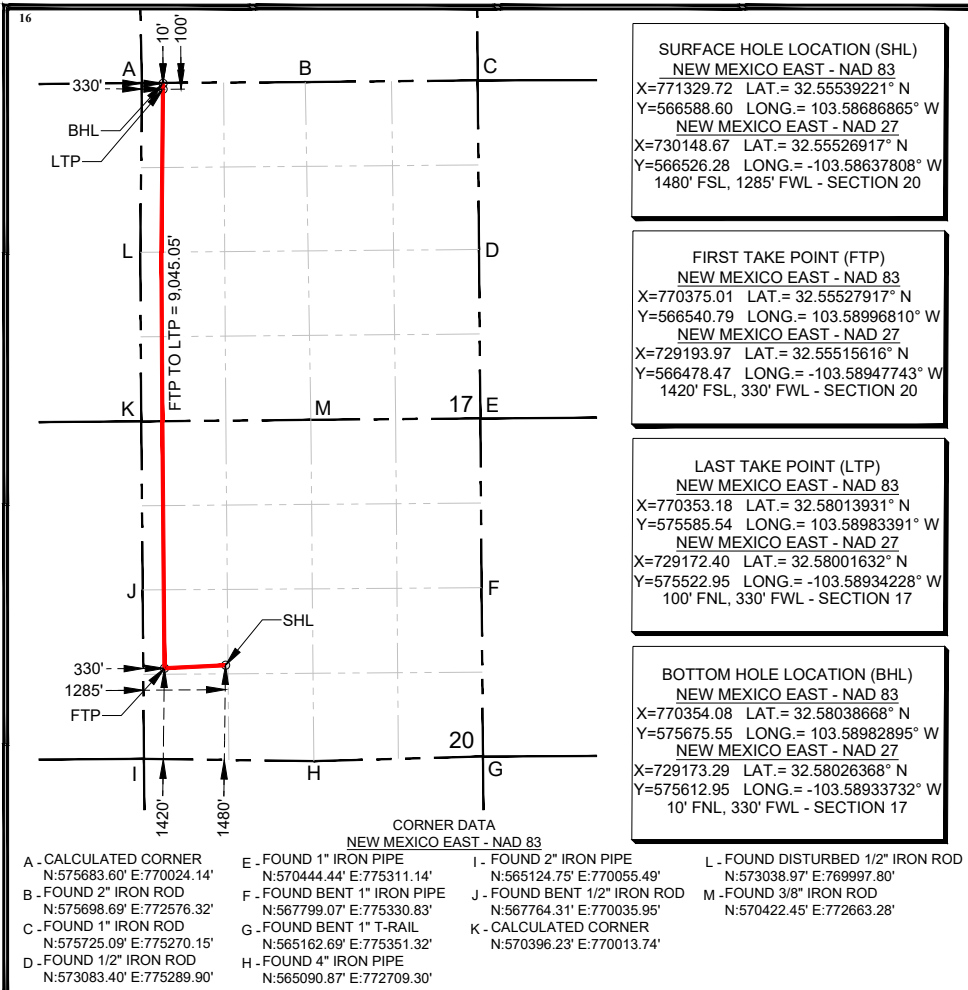 16
10'
100'
A
B
C
330'
BHL
LTP
L
D
FTP TO LTP = 9,045.05'
K
M
17
E
J
F
SHL
330'
1285'
FTP
20
I
H
G
1420'
1480'
SURFACE HOLE LOCATION (SHL)
NEW MEXICO EAST - NAD 83
X=771329.72 LAT.= 32.55539221° N
Y=566588.60 LONG.= 103.58686865° W
NEW MEXICO EAST - NAD 27
X=730148.67 LAT.= 32.55526917° N
Y=566526.28 LONG.= -103.58637808° W
1480' FSL, 1285' FWL - SECTION 20
FIRST TAKE POINT (FTP)
NEW MEXICO EAST - NAD 83
X=770375.01 LAT.= 32.55527917° N
Y=566540.79 LONG.= 103.58996810° W
NEW MEXICO EAST - NAD 27
X=729193.97 LAT.= 32.55515616° N
Y=566478.47 LONG.= -103.58947743° W
1420' FSL, 330' FWL - SECTION 20
LAST TAKE POINT (LTP)
NEW MEXICO EAST - NAD 83
X=770353.18 LAT.= 32.58013931° N
Y=575585.54 LONG.= 103.58983391° W
NEW MEXICO EAST - NAD 27
X=729172.40 LAT.= 32.58001632° N
Y=575522.95 LONG.= -103.58934228° W
100' FNL, 330' FWL - SECTION 17
BOTTOM HOLE LOCATION (BHL)
NEW MEXICO EAST - NAD 83
X=770354.08 LAT.= 32.58038668° N
Y=575675.55 LONG.= 103.58982895° W
NEW MEXICO EAST - NAD 27
X=729173.29 LAT.= 32.58026368° N
Y=575612.95 LONG.= -103.58933732° W
10' FNL, 330' FWL - SECTION 17
CORNER DATA
NEW MEXICO EAST - NAD 83
A - CALCULATED CORNER
N:575683.60' E:770024.14'
B - FOUND 2" IRON ROD
N:575698.69' E:772576.32'
C - FOUND 1" IRON ROD
N:575725.09' E:775270.15'
D - FOUND 1/2" IRON ROD
N:573083.40' E:775289.90'
E - FOUND 1" IRON PIPE
N:570444.44' E:775311.14'
F - FOUND BENT 1" IRON PIPE
N:567799.07' E:775330.83'
G - FOUND BENT 1" T-RAIL
N:565162.69' E:775351.32'
H - FOUND 4" IRON PIPE
N:565090.87' E:772709.30'
I - FOUND 2" IRON PIPE
N:565124.75' E:770055.49'
J - FOUND BENT 1/2" IRON ROD
N:567764.31' E:770035.95'
K - CALCULATED CORNER
N:570396.23' E:770013.74'
L - FOUND DISTURBED 1/2" IRON ROD
N:573038.97' E:769997.80'
M - FOUND 3/8" IRON ROD
N:570422.45' E:772663.28'